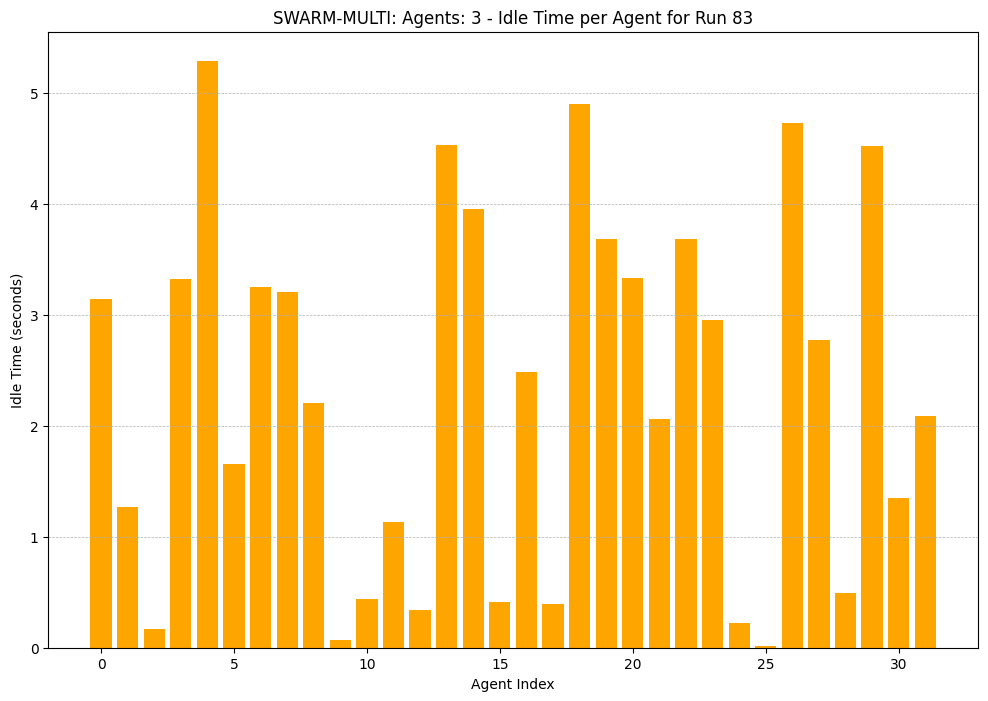 SWARM-MULTI: Agents: 3 - Idle Time per Agent for Run 83
Idle Time (seconds)
5
4
3
2
1
0
0 5 10 15 20 25 30
Agent Index